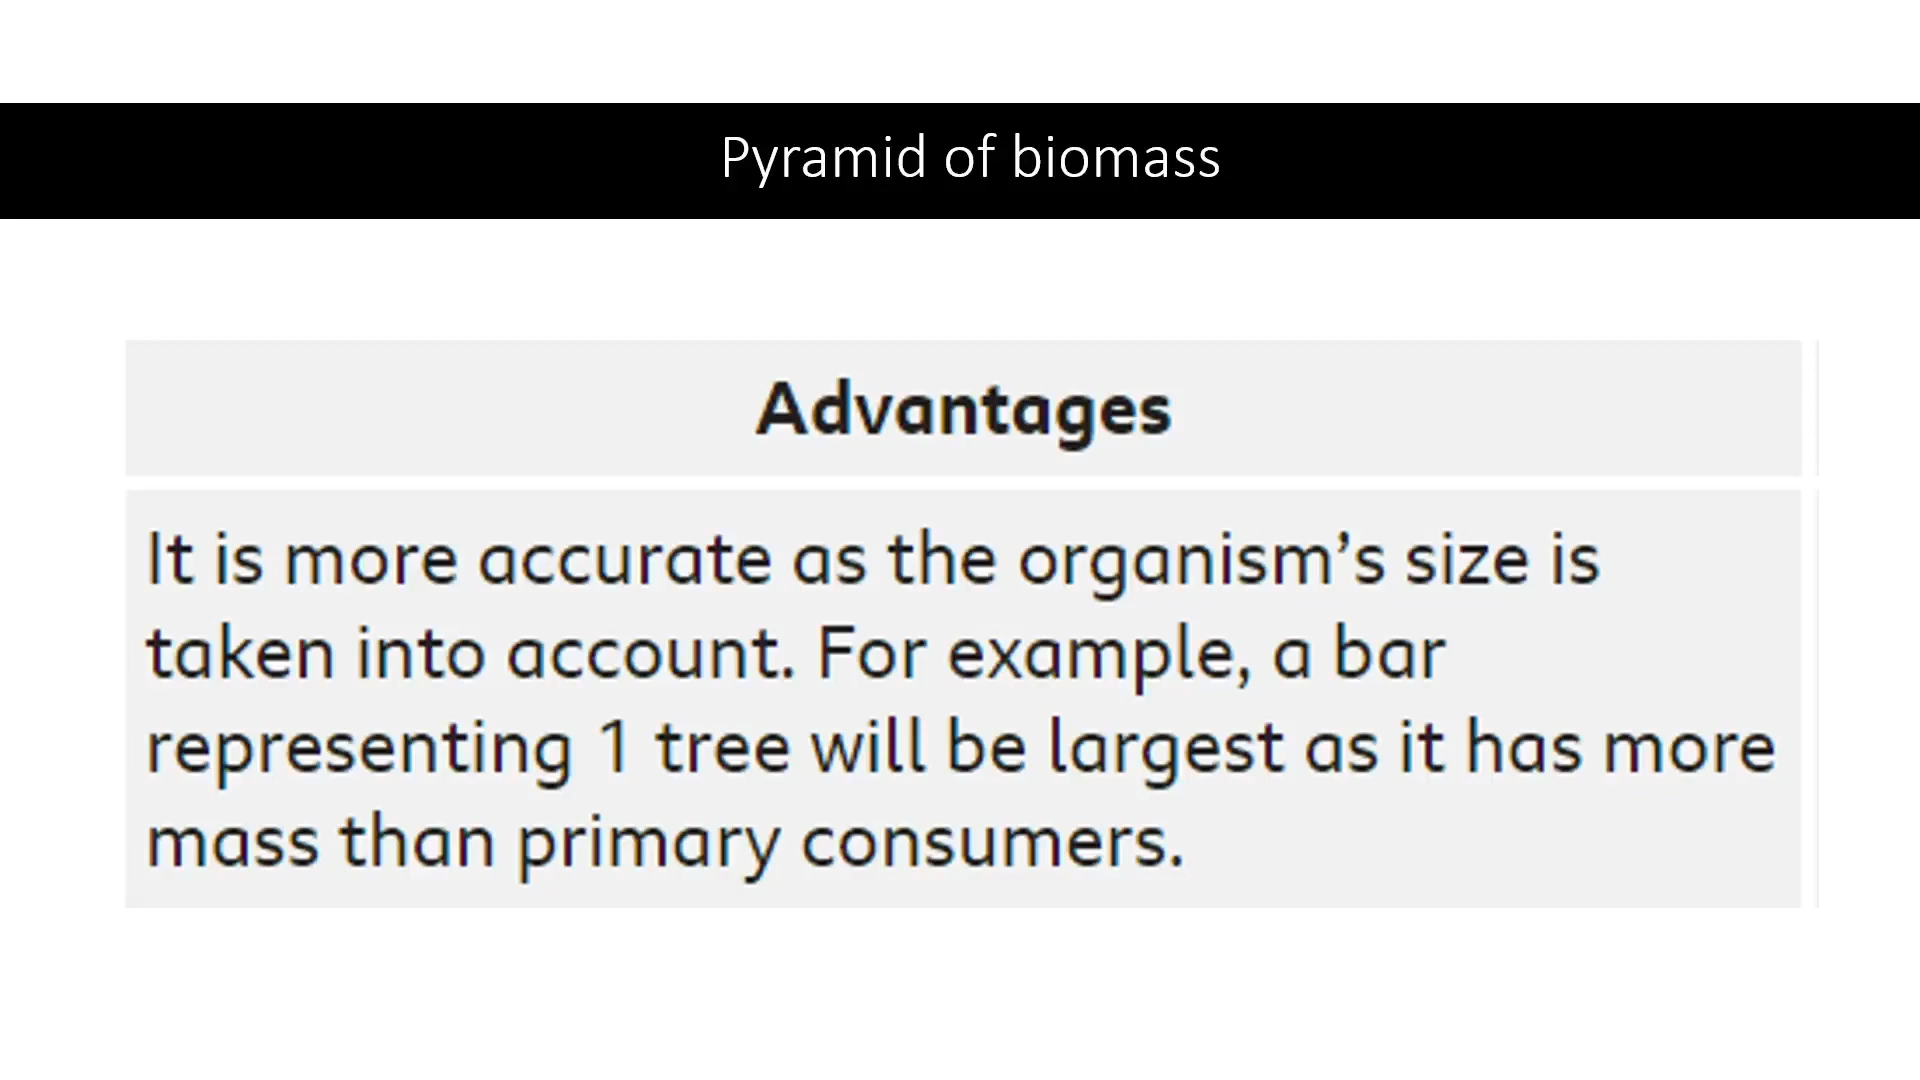 Pyramid of biomass
Advantages
It is more accurate as the organism’s size is
taken into account. For example, a bar
representing 1 tree will be largest as it has more
mass than primary consumers.